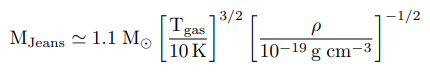 M_Jeans ≃ 1.1 M_⊙ [T_gas / 10 K]^{3/2} [ρ / 10^{−19} g cm^{−3}]^{−1/2}